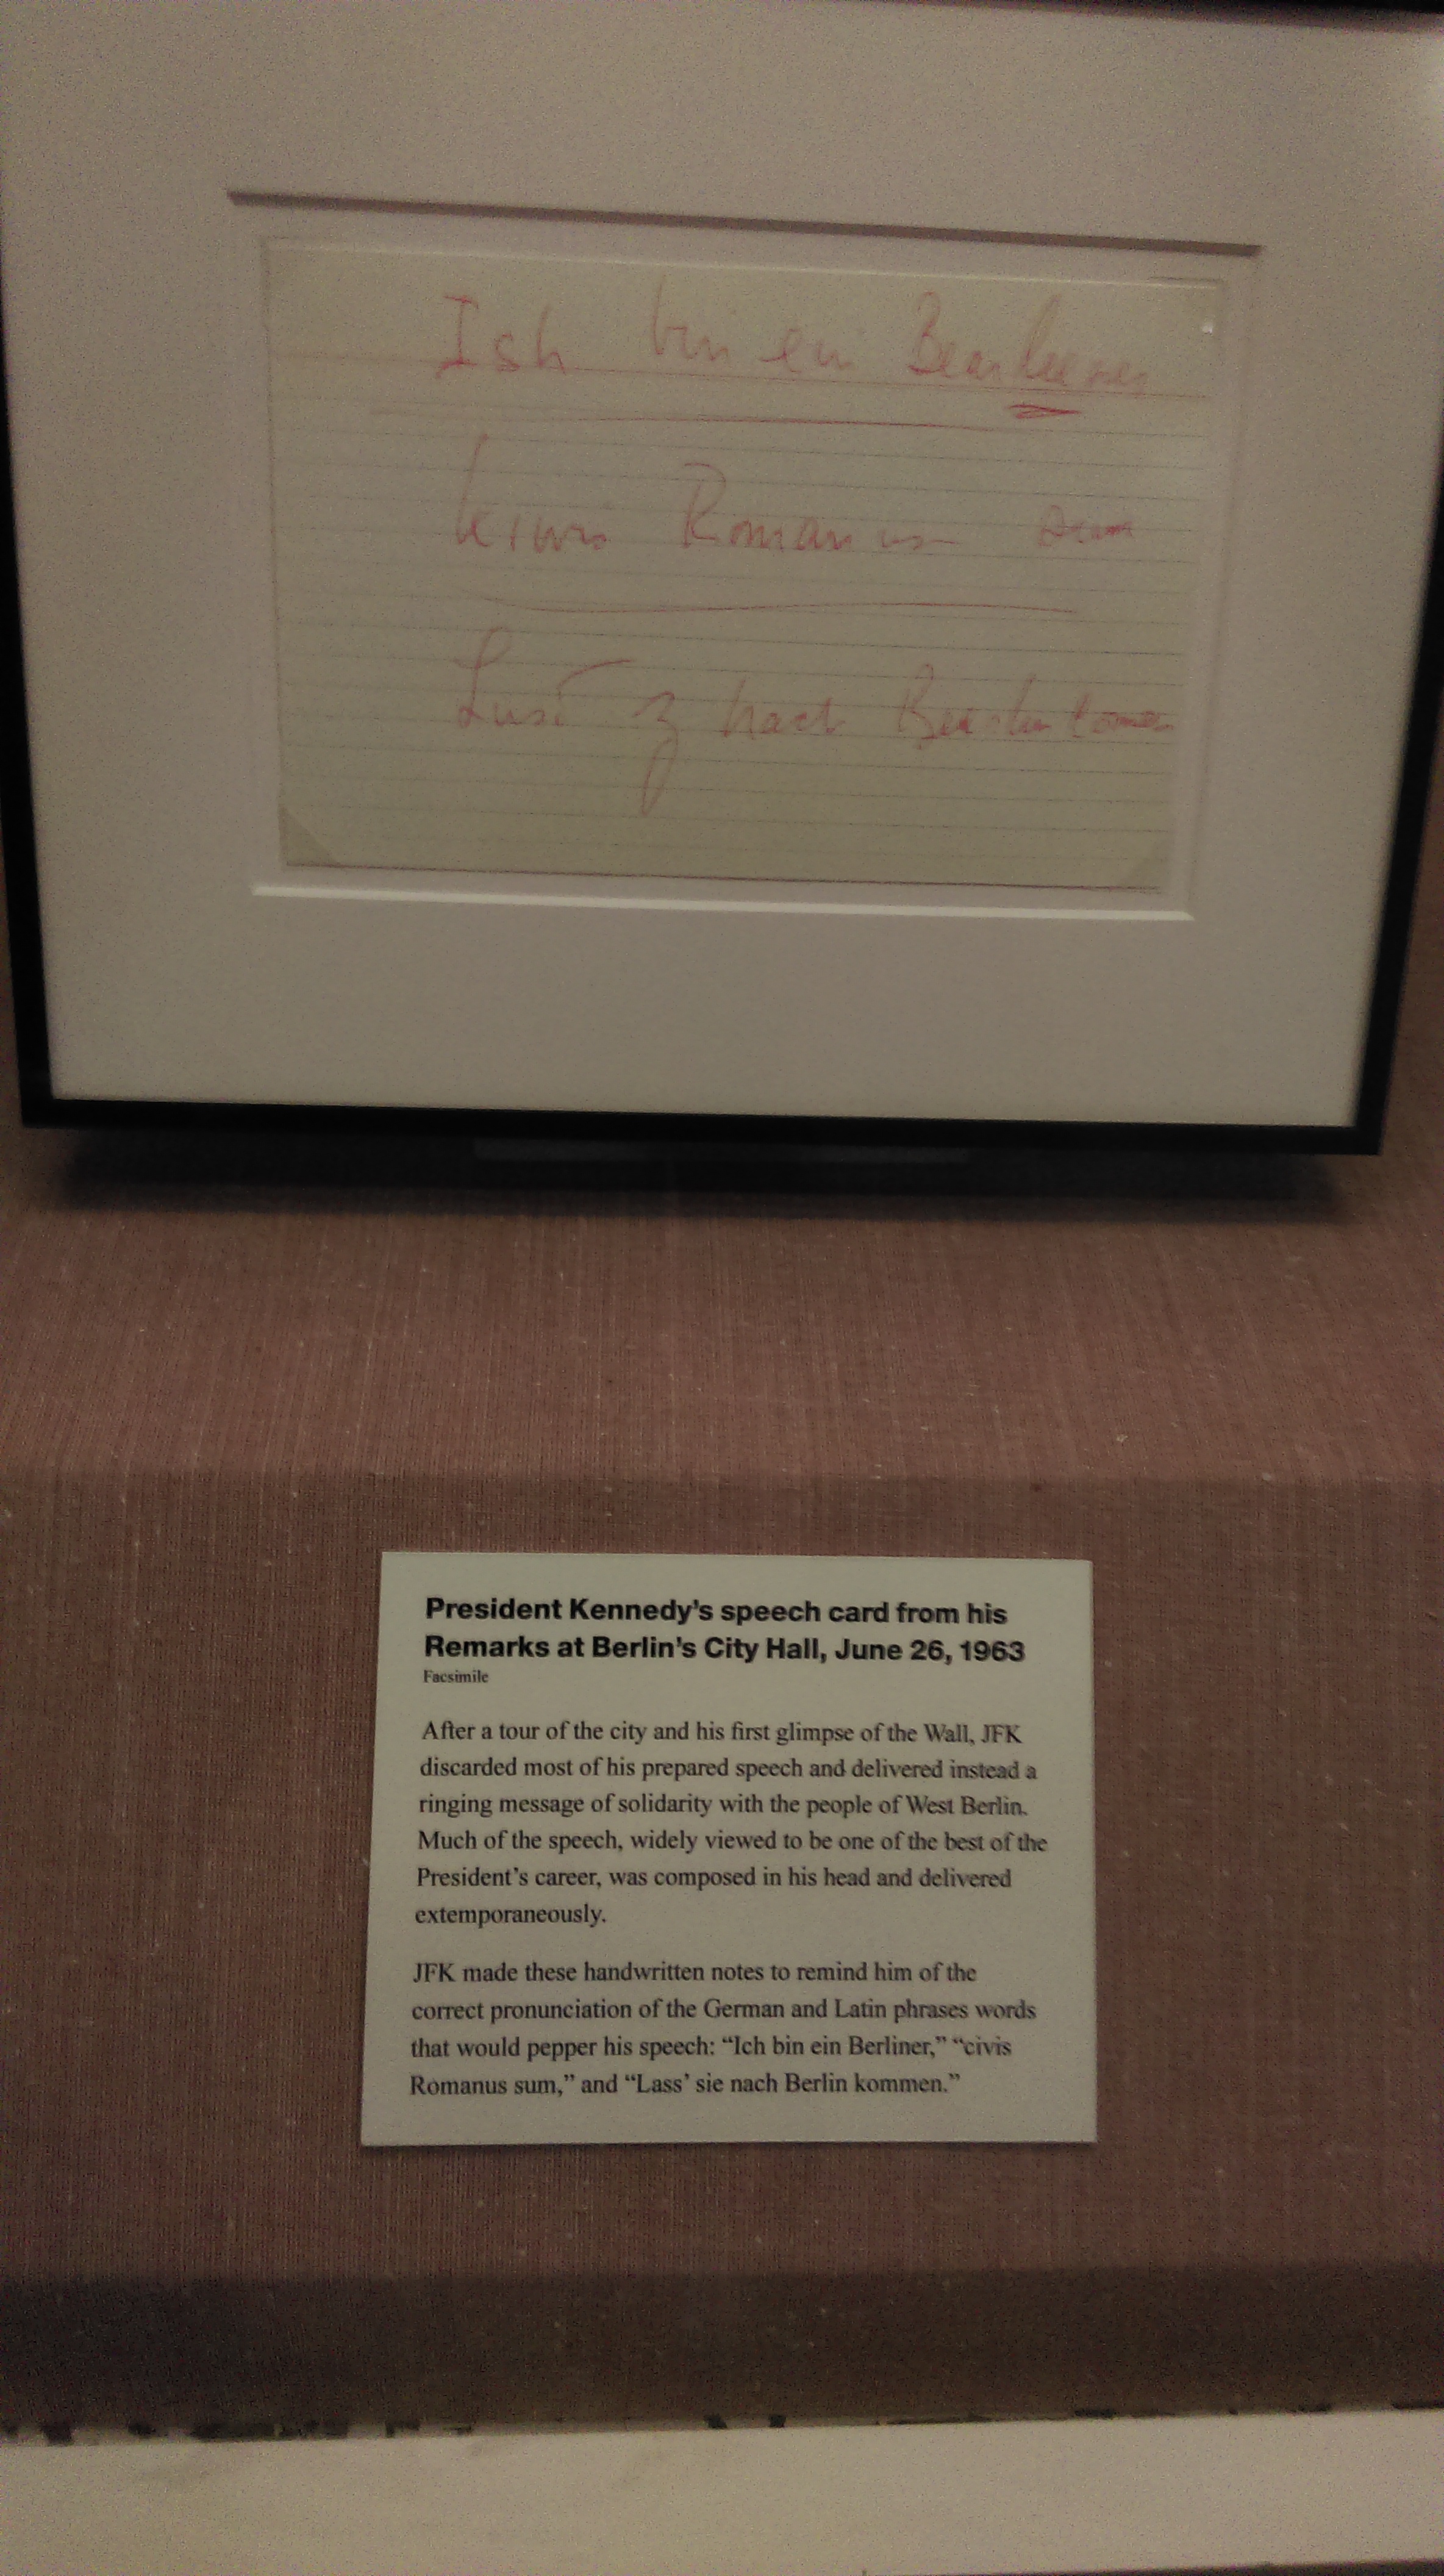 Ish bin ein Bearleener
kiwis Romanus sum
Lust z nach Bearlin comen
President Kennedy's speech card from his
Remarks at Berlin's City Hall, June 26, 1963
Facsimile
After a tour of the city and his first glimpse of the Wall, JFK
discarded most of his prepared speech and delivered instead a
ringing message of solidarity with the people of West Berlin.
Much of the speech, widely viewed to be one of the best of the
President's career, was composed in his head and delivered
extemporaneously.
JFK made these handwritten notes to remind him of the
correct pronunciation of the German and Latin phrases words
that would pepper his speech: “Ich bin ein Berliner,” “civis
Romanus sum,” and “Lass' sie nach Berlin kommen.”